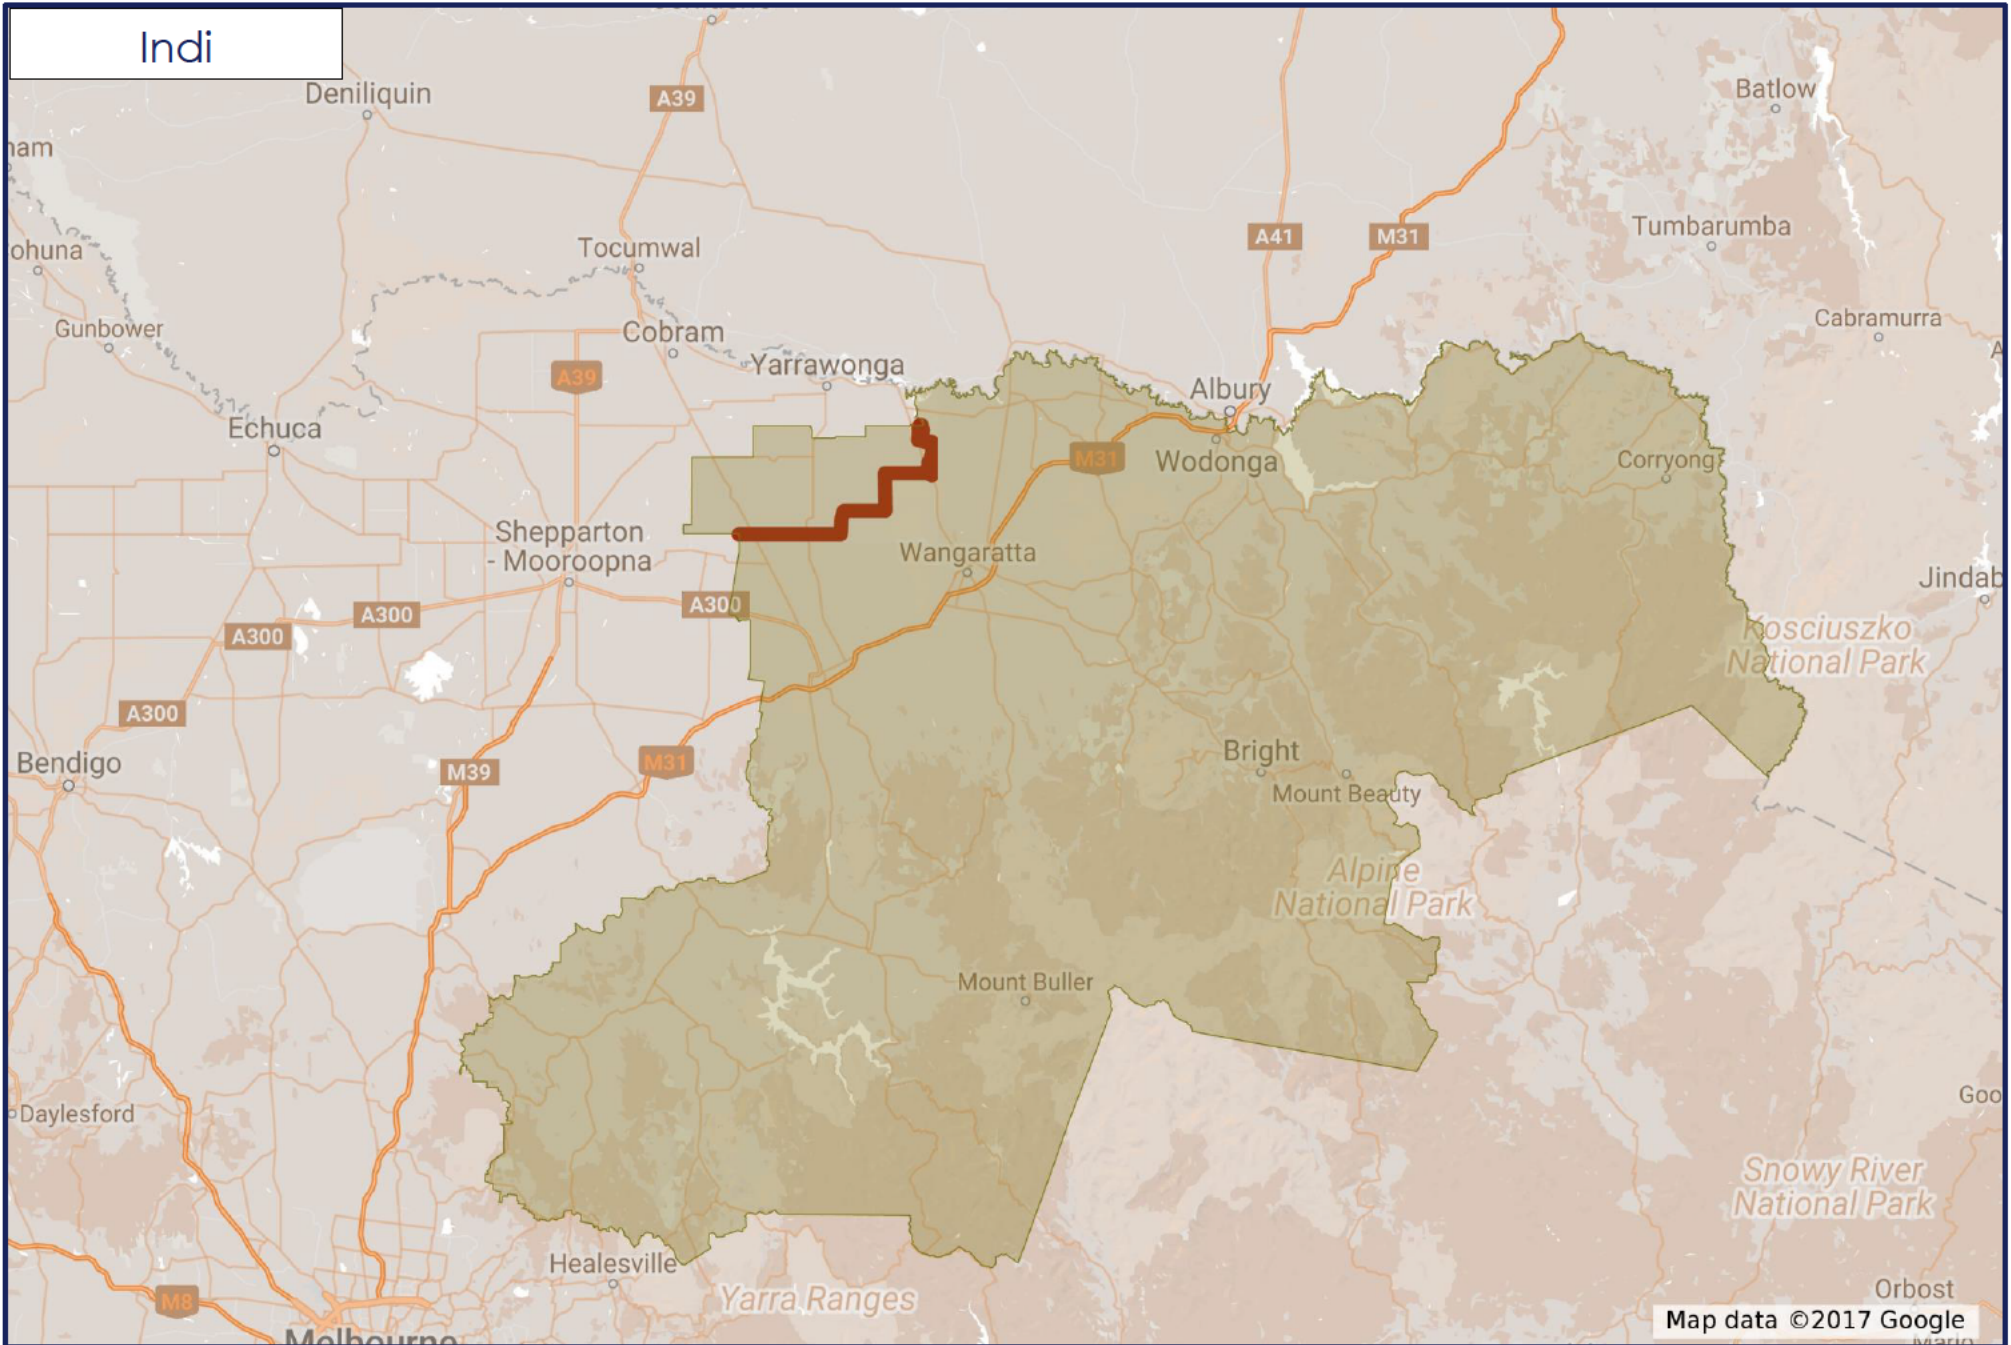 Indi
Deniliquin
A39
Batlow
ham
A41
M31
Tumbarumba
ohuna
Tocumwal
Gunbower
Cobram
Cabramurra
A39
Yarrawonga
Albury
Echuca
M31
Wodonga
Corryong
Shepparton
- Mooroopna
Wangaratta
Jindab
A300
A300
A300
Kosciuszko
National Park
A300
Bendigo
M39
M31
Bright
Mount Beauty
Alpine
National Park
Mount Buller
Daylesford
Goo
Snowy River
National Park
Healesville
Yarra Ranges
M8
Orbost
Map data ©2017 Google
Melbourne
Marlo